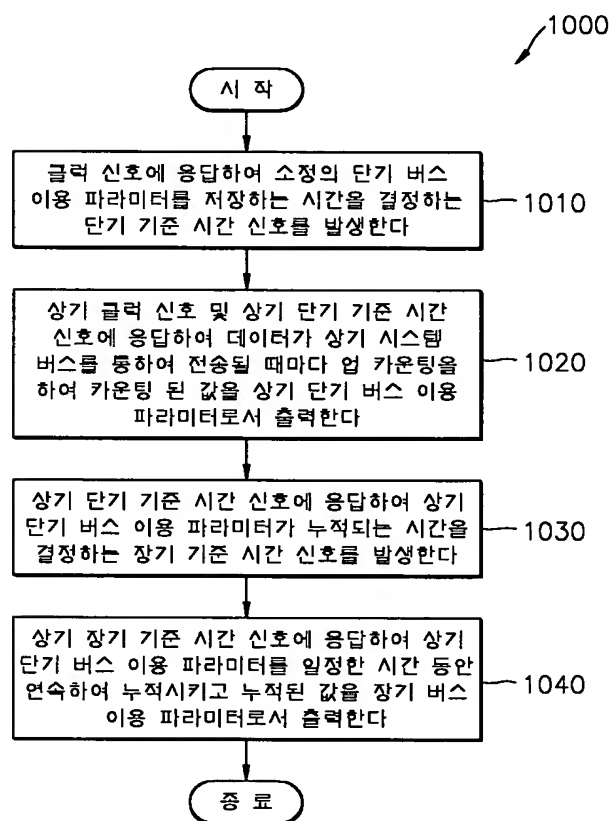 1000
시 작
클럭 신호에 응답하여 소정의 단기 버스
이용 파라미터를 저장하는 시간을 결정하는
단기 기준 시간 신호를 발생한다
1010
상기 클럭 신호 및 상기 단기 기준 시간
신호에 응답하여 데이터가 상기 시스템
버스를 통하여 전송될 때마다 업 카운팅을
하여 카운팅 된 값을 상기 단기 버스 이용
파라미터로서 출력한다
1020
상기 단기 기준 시간 신호에 응답하여 상기
단기 버스 이용 파라미터가 누적되는 시간을
결정하는 장기 기준 시간 신호를 발생한다
1030
상기 장기 기준 시간 신호에 응답하여 상기
단기 버스 이용 파라미터를 일정한 시간 동안
연속하여 누적시키고 누적된 값을 장기 버스
이용 파라미터로서 출력한다
1040
종 료